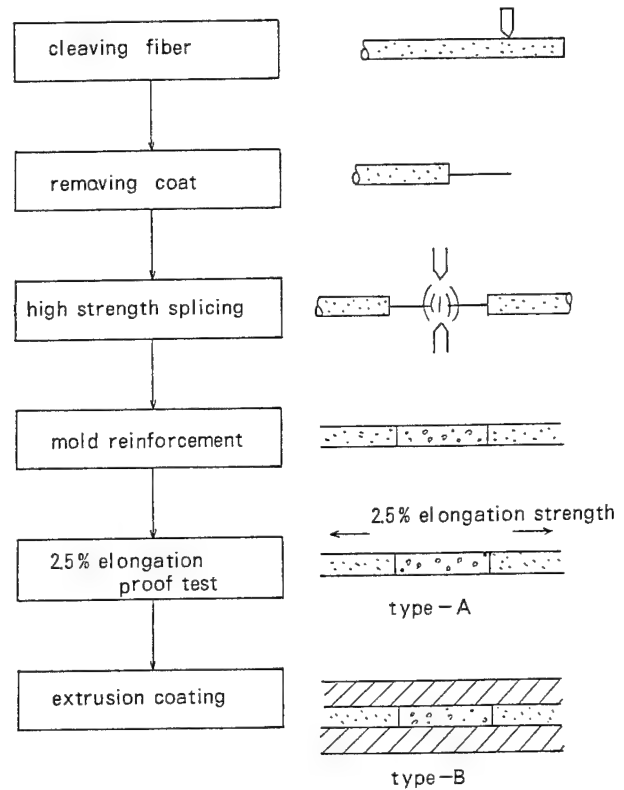 cleaving fiber
removing coat
high strength splicing
mold reinforcement
2.5% elongation strength
2.5% elongation
proof test
type-A
extrusion coating
type-B